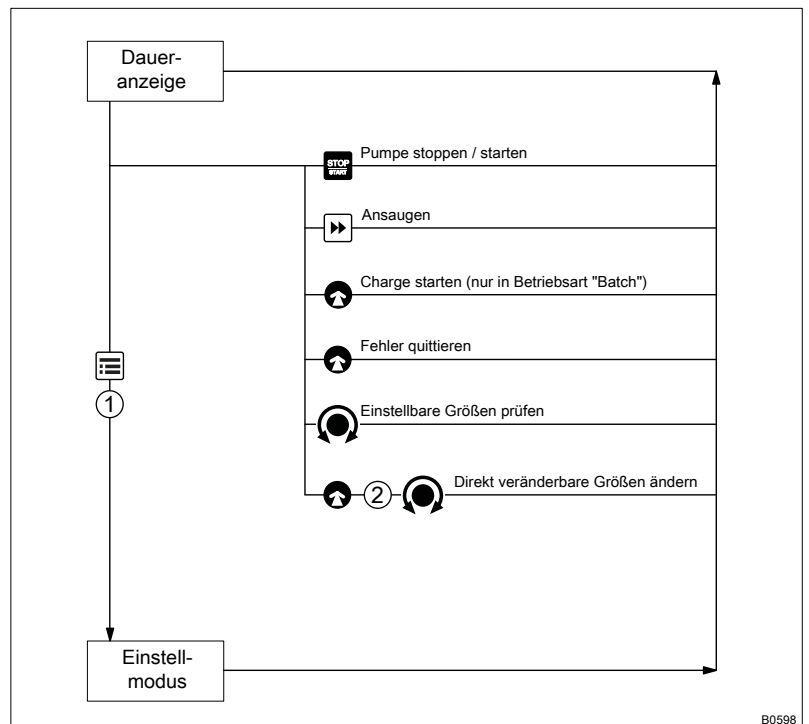 Dauer-
anzeige
STOP
START
Pumpe stoppen / starten
Ansaugen
Charge starten (nur in Betriebsart "Batch")
Fehler quittieren
1
Einstellbare Größen prüfen
2
Direkt veränderbare Größen ändern
Einstell-
modus
B0598